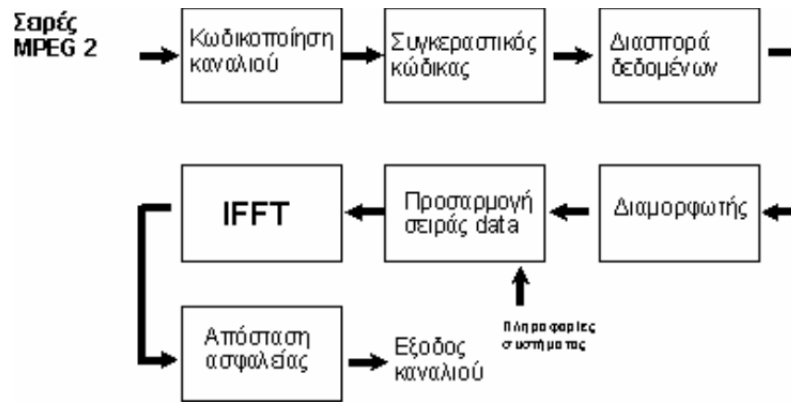 Σειρές
MPEG 2
Κωδικοποίηση
καναλιού
Συγκεραστικός
κώδικας
Διασπορά
δεδομένων
IFFT
Προσαρμογή
σειράς data
Διαμορφωτής
Απόσταση
ασφαλείας
Εξοδος
καναλιού
Πληροφορίες
συστήματος